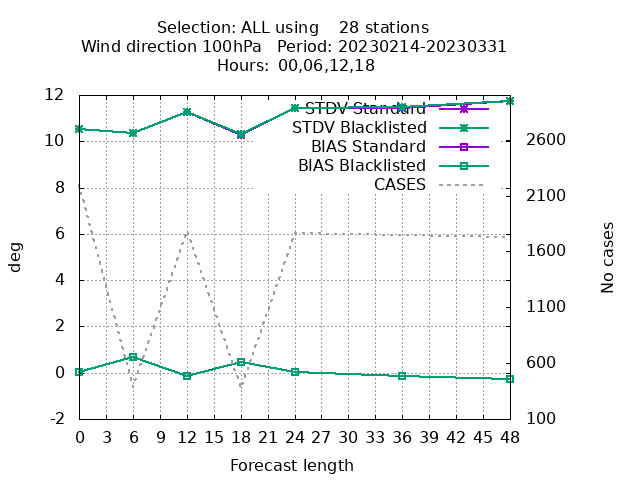 Selection: ALL using    28 stations
Wind direction 100hPa   Period: 20230214-20230331
Hours:  00,06,12,18
12
10
8
6
4
2
0
-2
deg
STDV Standard
STDV Blacklisted
BIAS Standard
BIAS Blacklisted
CASES
2600
2100
1600
1100
600
100
No cases
0 3 6 9 12 15 18 21 24 27 30 33 36 39 42 45 48
Forecast length